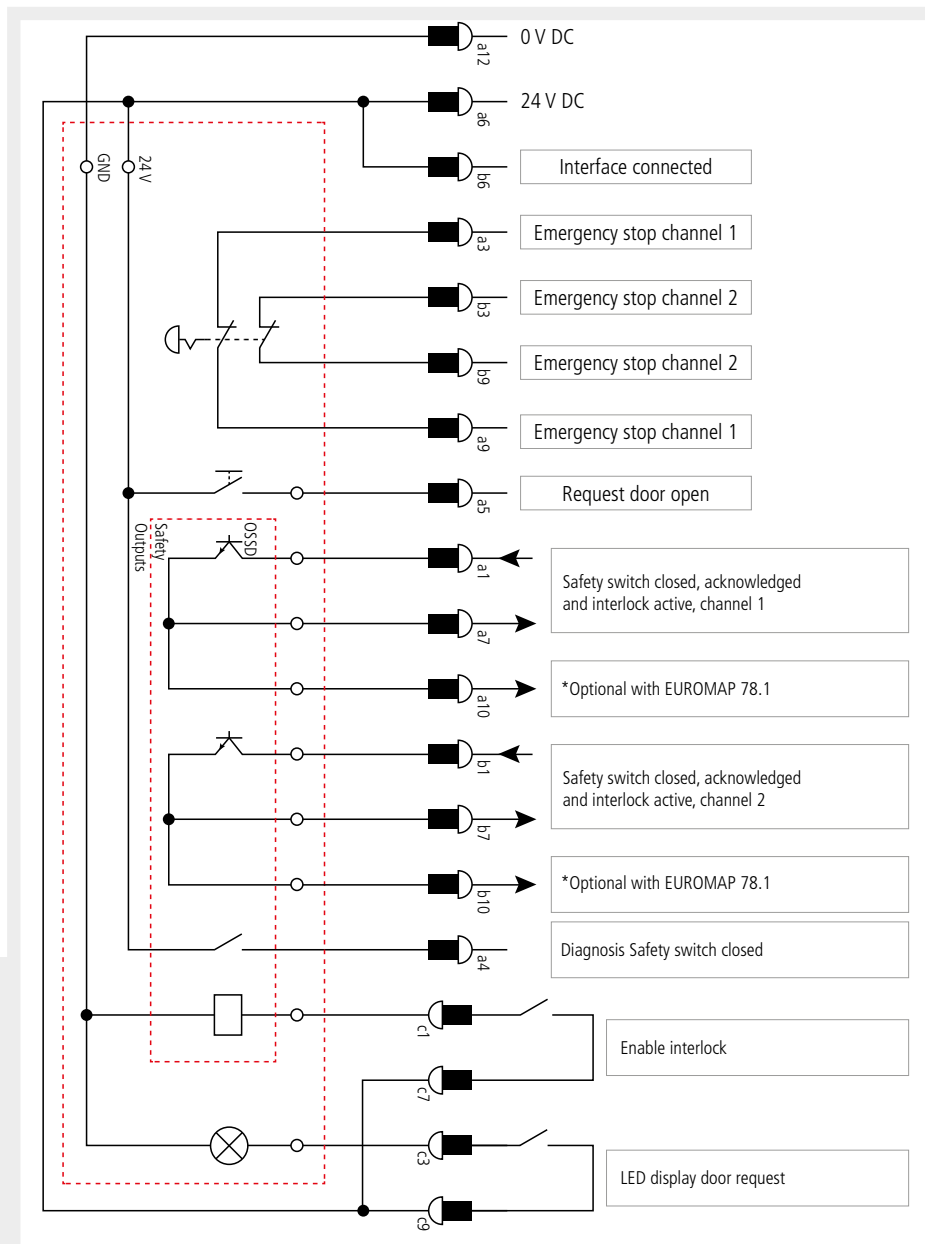 a12
0 V DC
a6
24 V DC
GND
24 V
b6
Interface connected
a3
Emergency stop channel 1
b3
Emergency stop channel 2
b9
Emergency stop channel 2
a9
Emergency stop channel 1
a5
Request door open
Safety
Outputs
OSSD
a1
Safety switch closed, acknowledged
and interlock active, channel 1
a7
a10
*Optional with EUROMAP 78.1
b1
Safety switch closed, acknowledged
and interlock active, channel 2
b7
b10
*Optional with EUROMAP 78.1
a4
Diagnosis Safety switch closed
c1
Enable interlock
c7
c3
LED display door request
c9